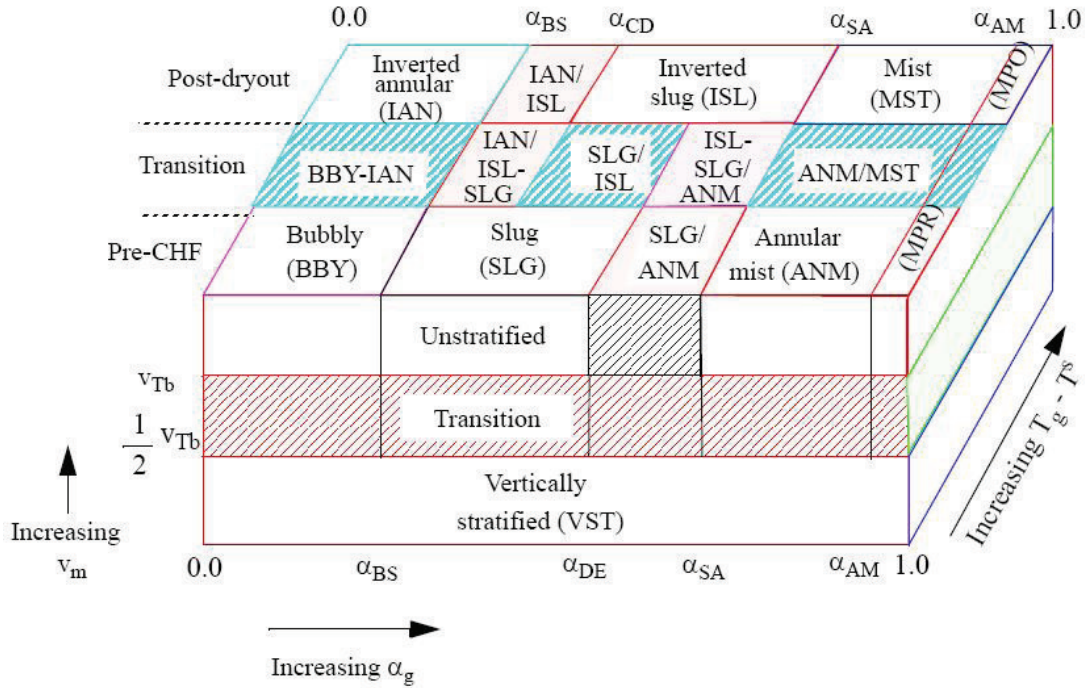 0.0 α_BS α_CD α_SA α_AM 1.0
Post-dryout
Inverted
annular
(IAN)
IAN/
ISL
Inverted
slug (ISL)
Mist
(MST)
(MPO)
Transition
BBY-IAN
IAN/
ISL-
SLG
SLG/
ISL
ISL-
SLG/
ANM
ANM/MST
Pre-CHF
Bubbly
(BBY)
Slug
(SLG)
SLG/
ANM
Annular
mist (ANM)
(MPR)
Unstratified
v_Tb
Transition
1/2 v_Tb
Vertically
stratified (VST)
Increasing
v_m
Increasing T_g - T^s
0.0 α_BS α_DE α_SA α_AM 1.0
Increasing α_g